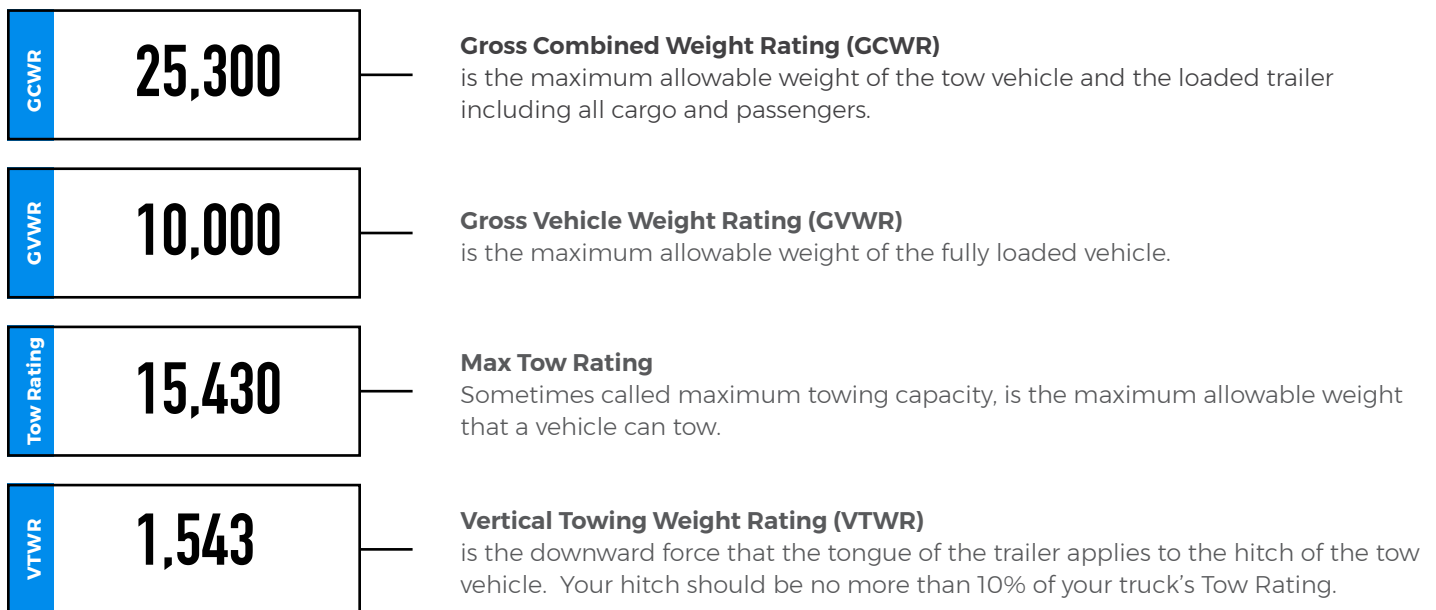 GCWR
25,300
Gross Combined Weight Rating (GCWR)
is the maximum allowable weight of the tow vehicle and the loaded trailer
including all cargo and passengers.
GVWR
10,000
Gross Vehicle Weight Rating (GVWR)
is the maximum allowable weight of the fully loaded vehicle.
Tow Rating
15,430
Max Tow Rating
Sometimes called maximum towing capacity, is the maximum allowable weight
that a vehicle can tow.
VTWR
1,543
Vertical Towing Weight Rating (VTWR)
is the downward force that the tongue of the trailer applies to the hitch of the tow
vehicle.  Your hitch should be no more than 10% of your truck's Tow Rating.